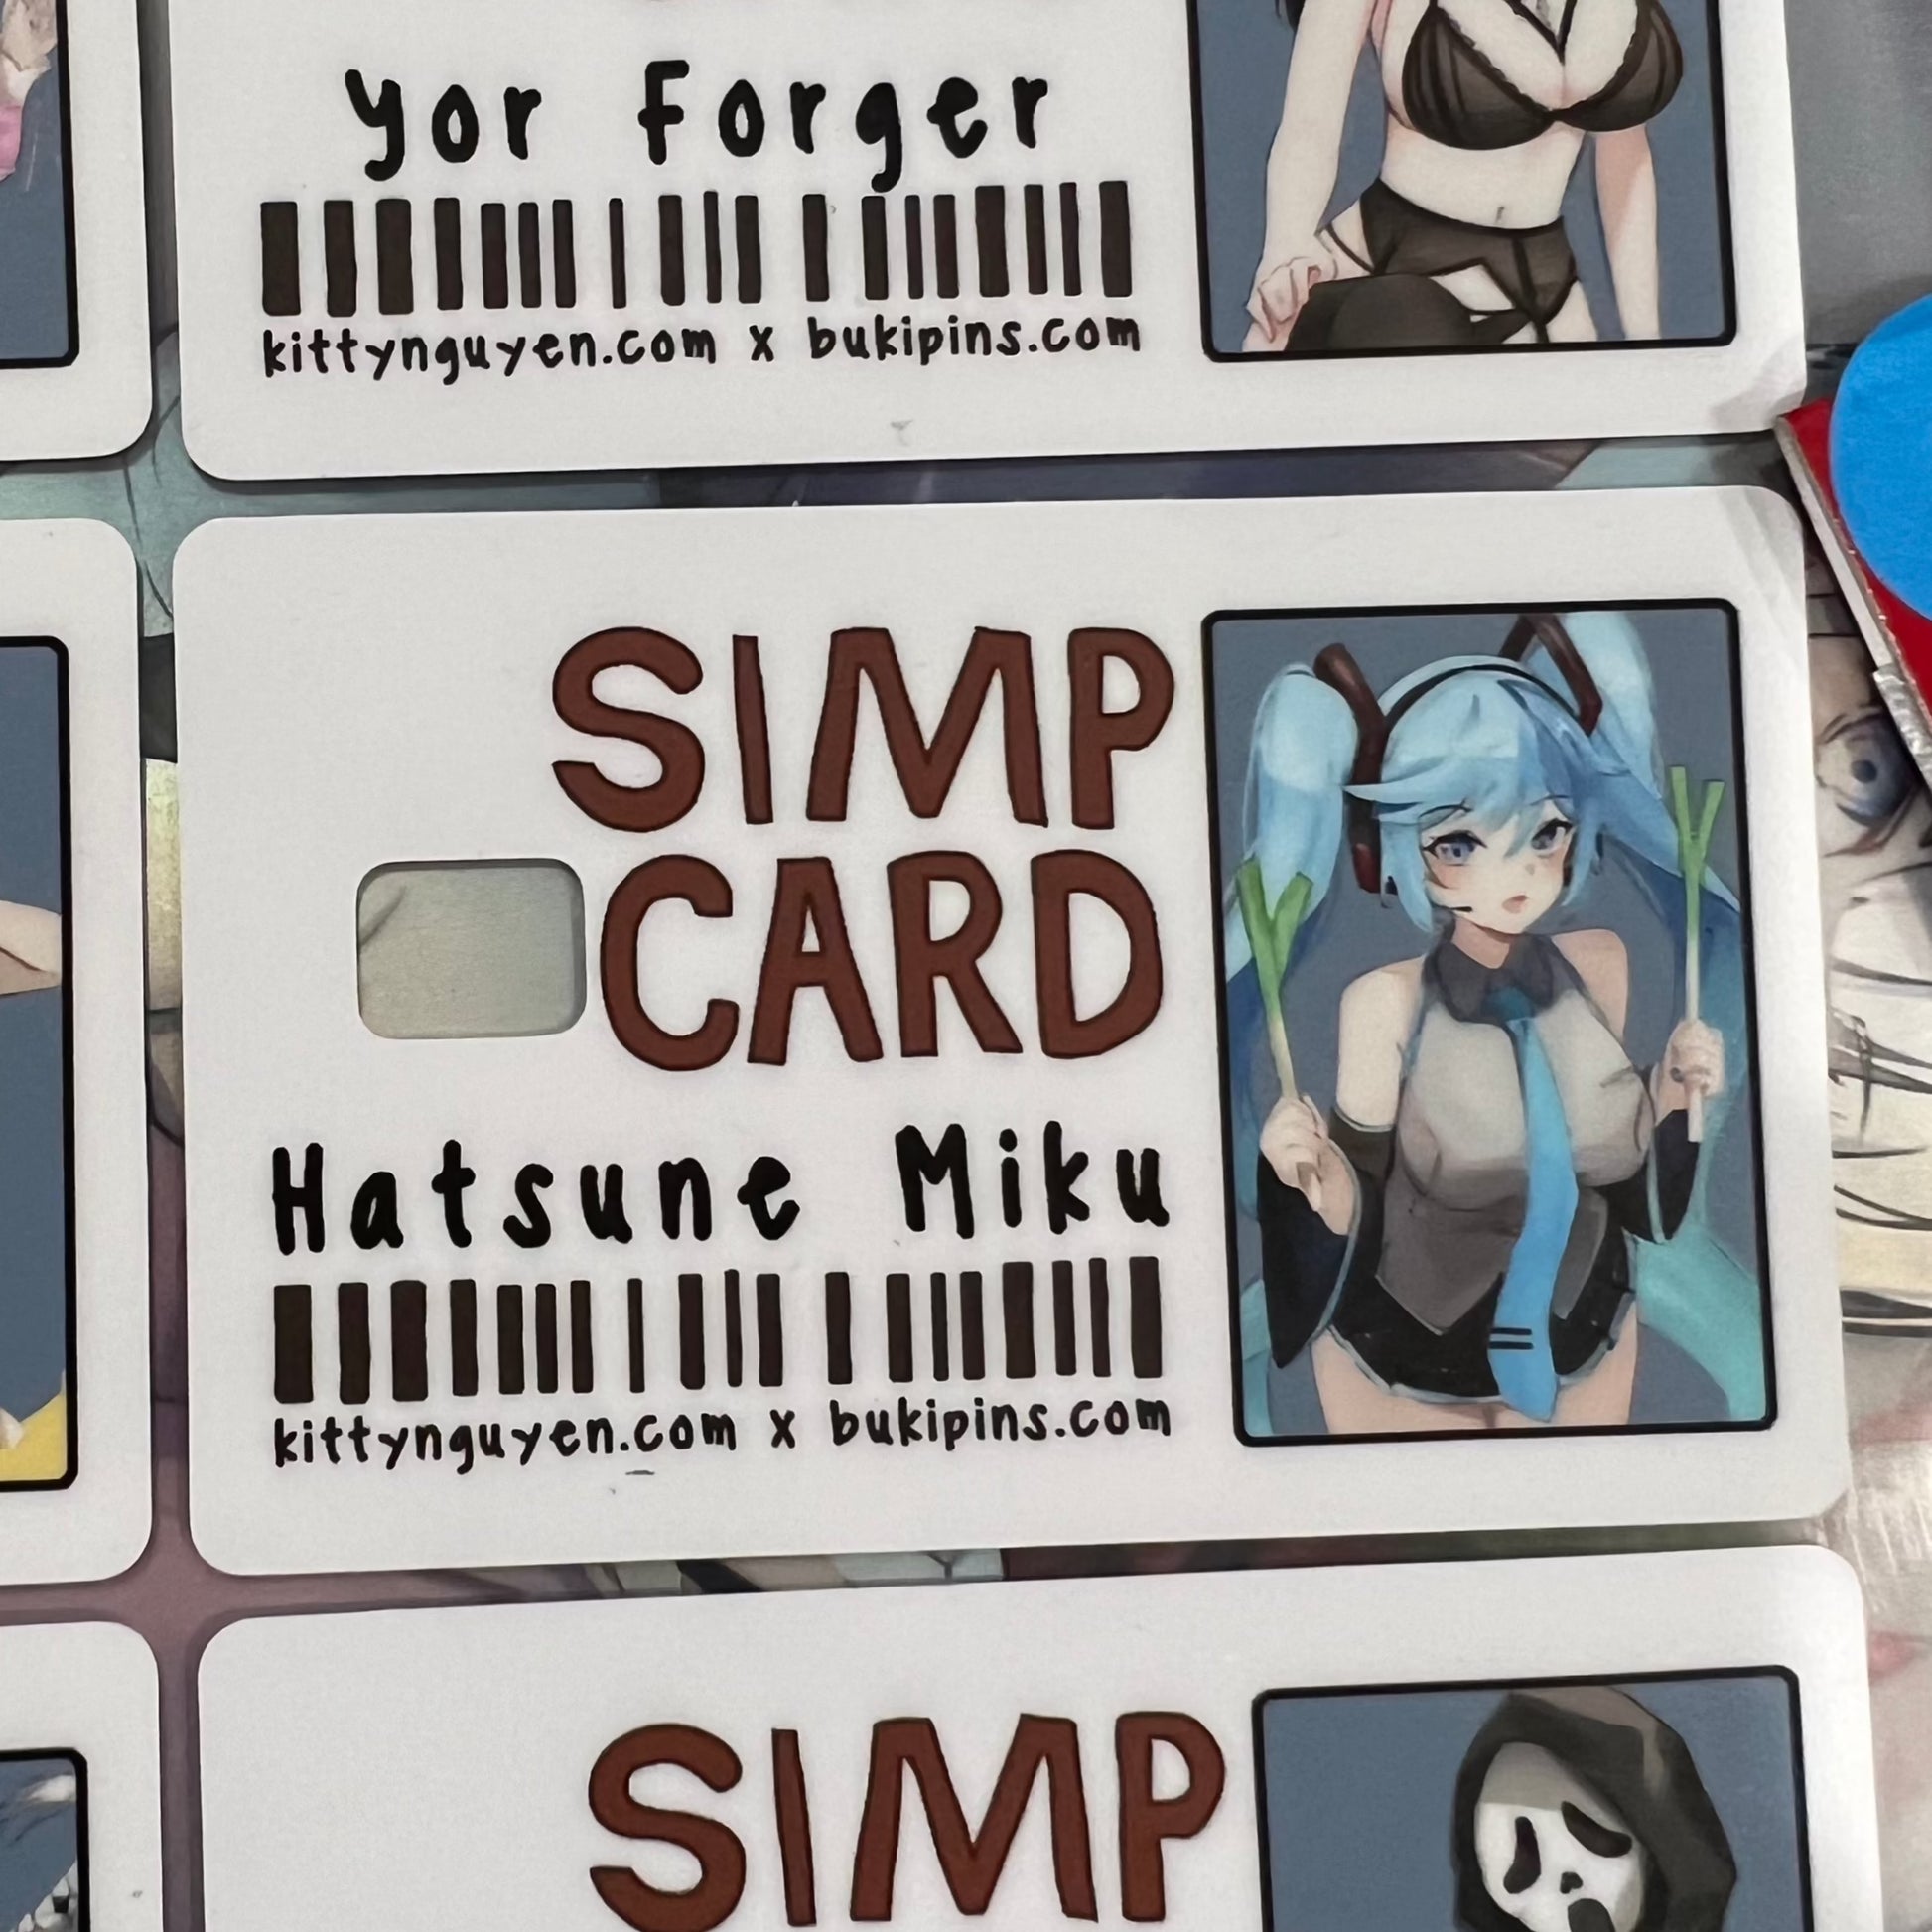 yor Forger
kittynguyen.com x bukipins.com
SIMP
CARD
Hatsune Miku
kittynguyen.com x bukipins.com
SIMP